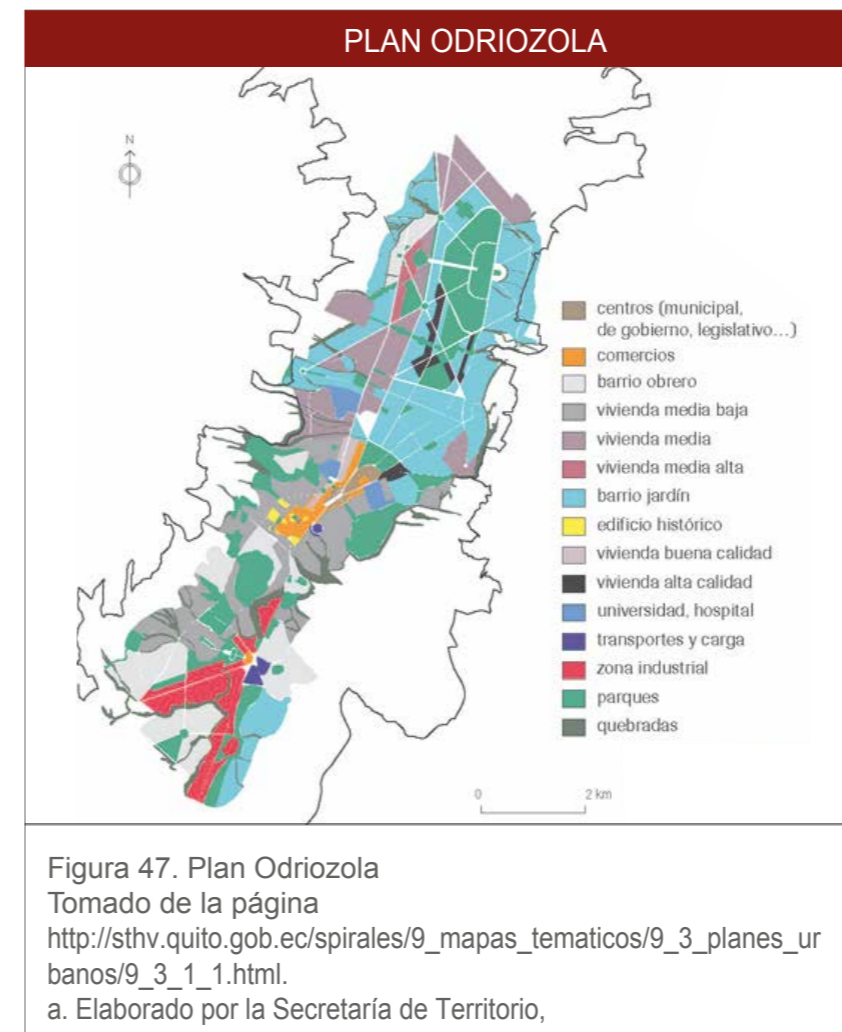 PLAN ODRIOZOLA
N
centros (municipal,
de gobierno, legislativo...)
comercios
barrio obrero
vivienda media baja
vivienda media
vivienda media alta
barrio jardín
edificio histórico
vivienda buena calidad
vivienda alta calidad
universidad, hospital
transportes y carga
zona industrial
parques
quebradas
0 2 km
Figura 47. Plan Odriozola
Tomado de la página
http://sthv.quito.gob.ec/spirales/9_mapas_tematicos/9_3_planes_ur
banos/9_3_1_1.html.
a. Elaborado por la Secretaría de Territorio,